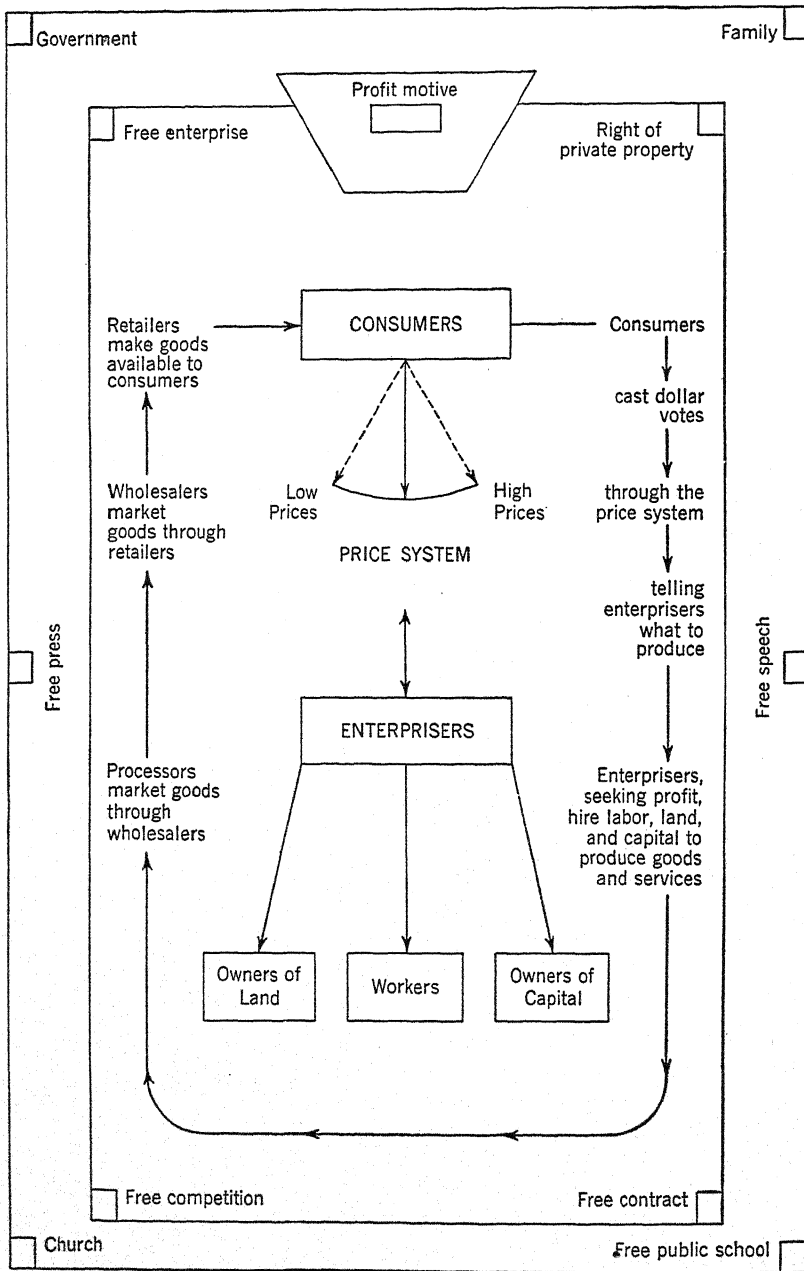 Government
Family
Profit motive
Free enterprise
Right of
private property
Retailers
make goods
available to
consumers
CONSUMERS
Consumers
cast dollar
votes
Low
Prices
High
Prices
Wholesalers
market
goods through
retailers
through the
price system
PRICE SYSTEM
telling
enterprisers
what to
produce
Free press
Free speech
ENTERPRISERS
Processors
market goods
through
wholesalers
Enterprisers,
seeking profit,
hire labor, land,
and capital to
produce goods
and services
Owners of
Land
Workers
Owners of
Capital
Free competition
Free contract
Church
Free public school